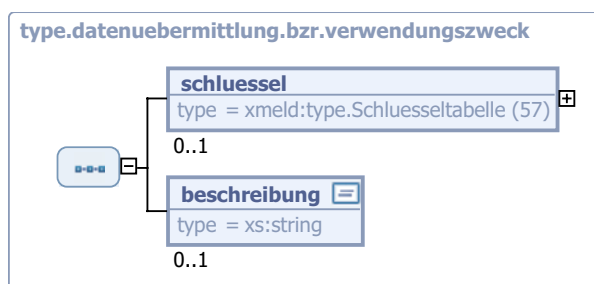 type.datenuebermittlung.bzr.verwendungszweck
schluessel
type = xmeld:type.Schluesseltabelle (57)
0..1
beschreibung
type = xs:string
0..1